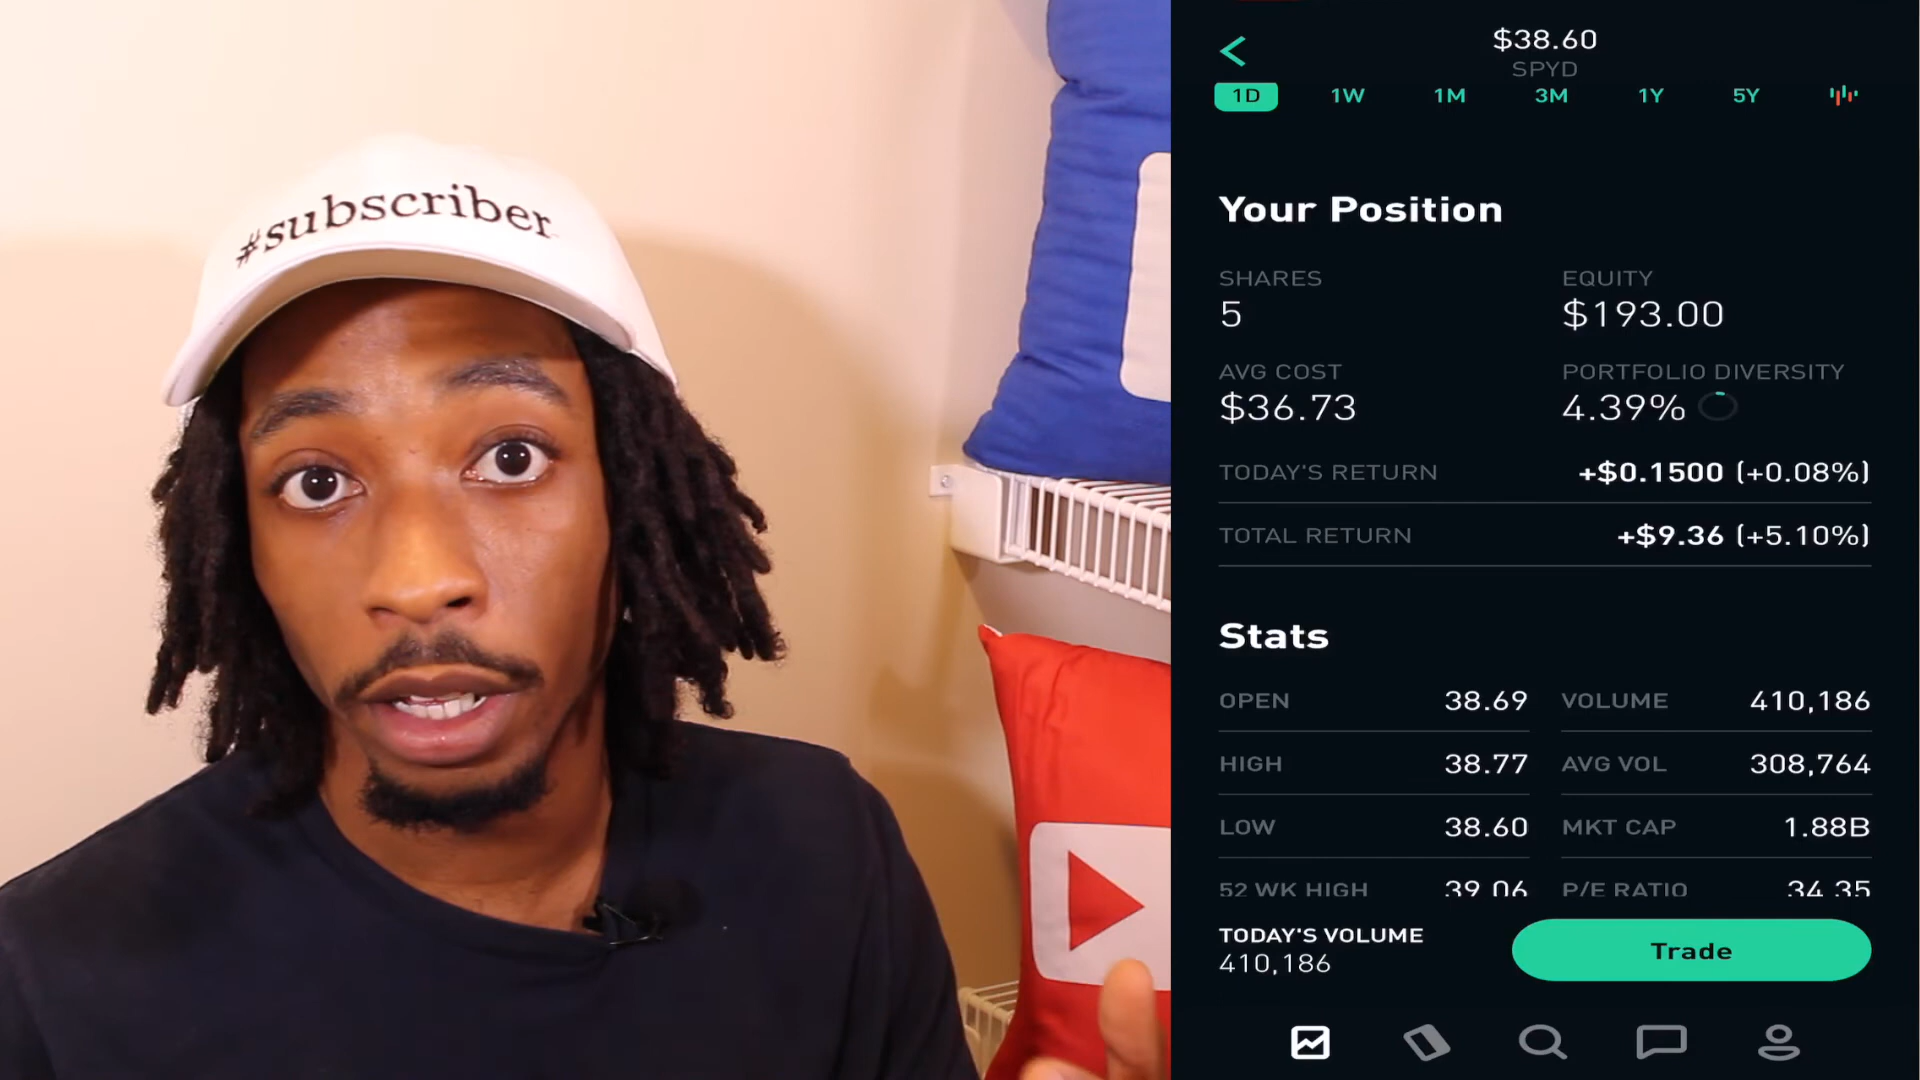 #subscriber
$38.60
SPYD
1D 1W 1M 3M 1Y 5Y
Your Position
SHARES EQUITY
5 $193.00
AVG COST PORTFOLIO DIVERSITY
$36.73 4.39%
TODAY'S RETURN +$0.1500 (+0.08%)
TOTAL RETURN +$9.36 (+5.10%)
Stats
OPEN 38.69 VOLUME 410,186
HIGH 38.77 AVG VOL 308,764
LOW 38.60 MKT CAP 1.88B
52 WK HIGH 39.06 P/E RATIO 34.35
TODAY'S VOLUME
410,186
Trade